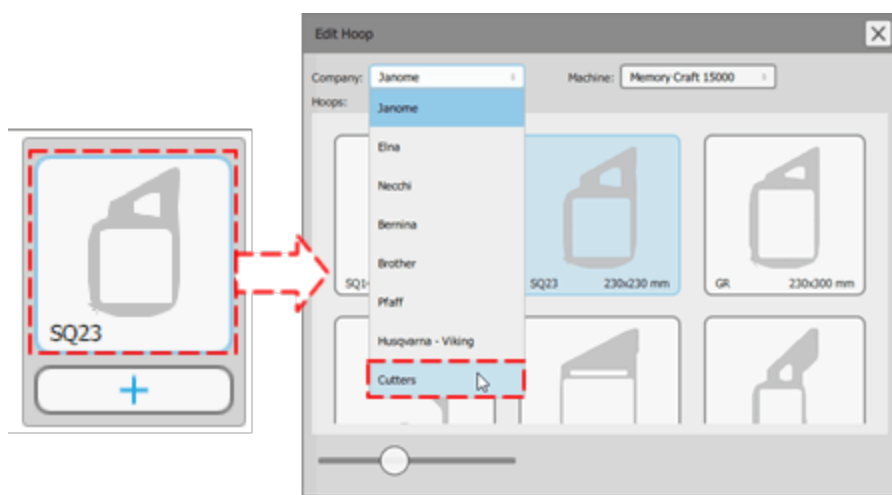 SQ23
+
Edit Hoop
Company: Janome Machine: Memory Craft 15000
Hoops:
Janome
Elna
Necchi
Bernina
Brother
Pfaff
Husqvarna - Viking
Cutters
SQ1
SQ23 230x230 mm
GR 230x300 mm